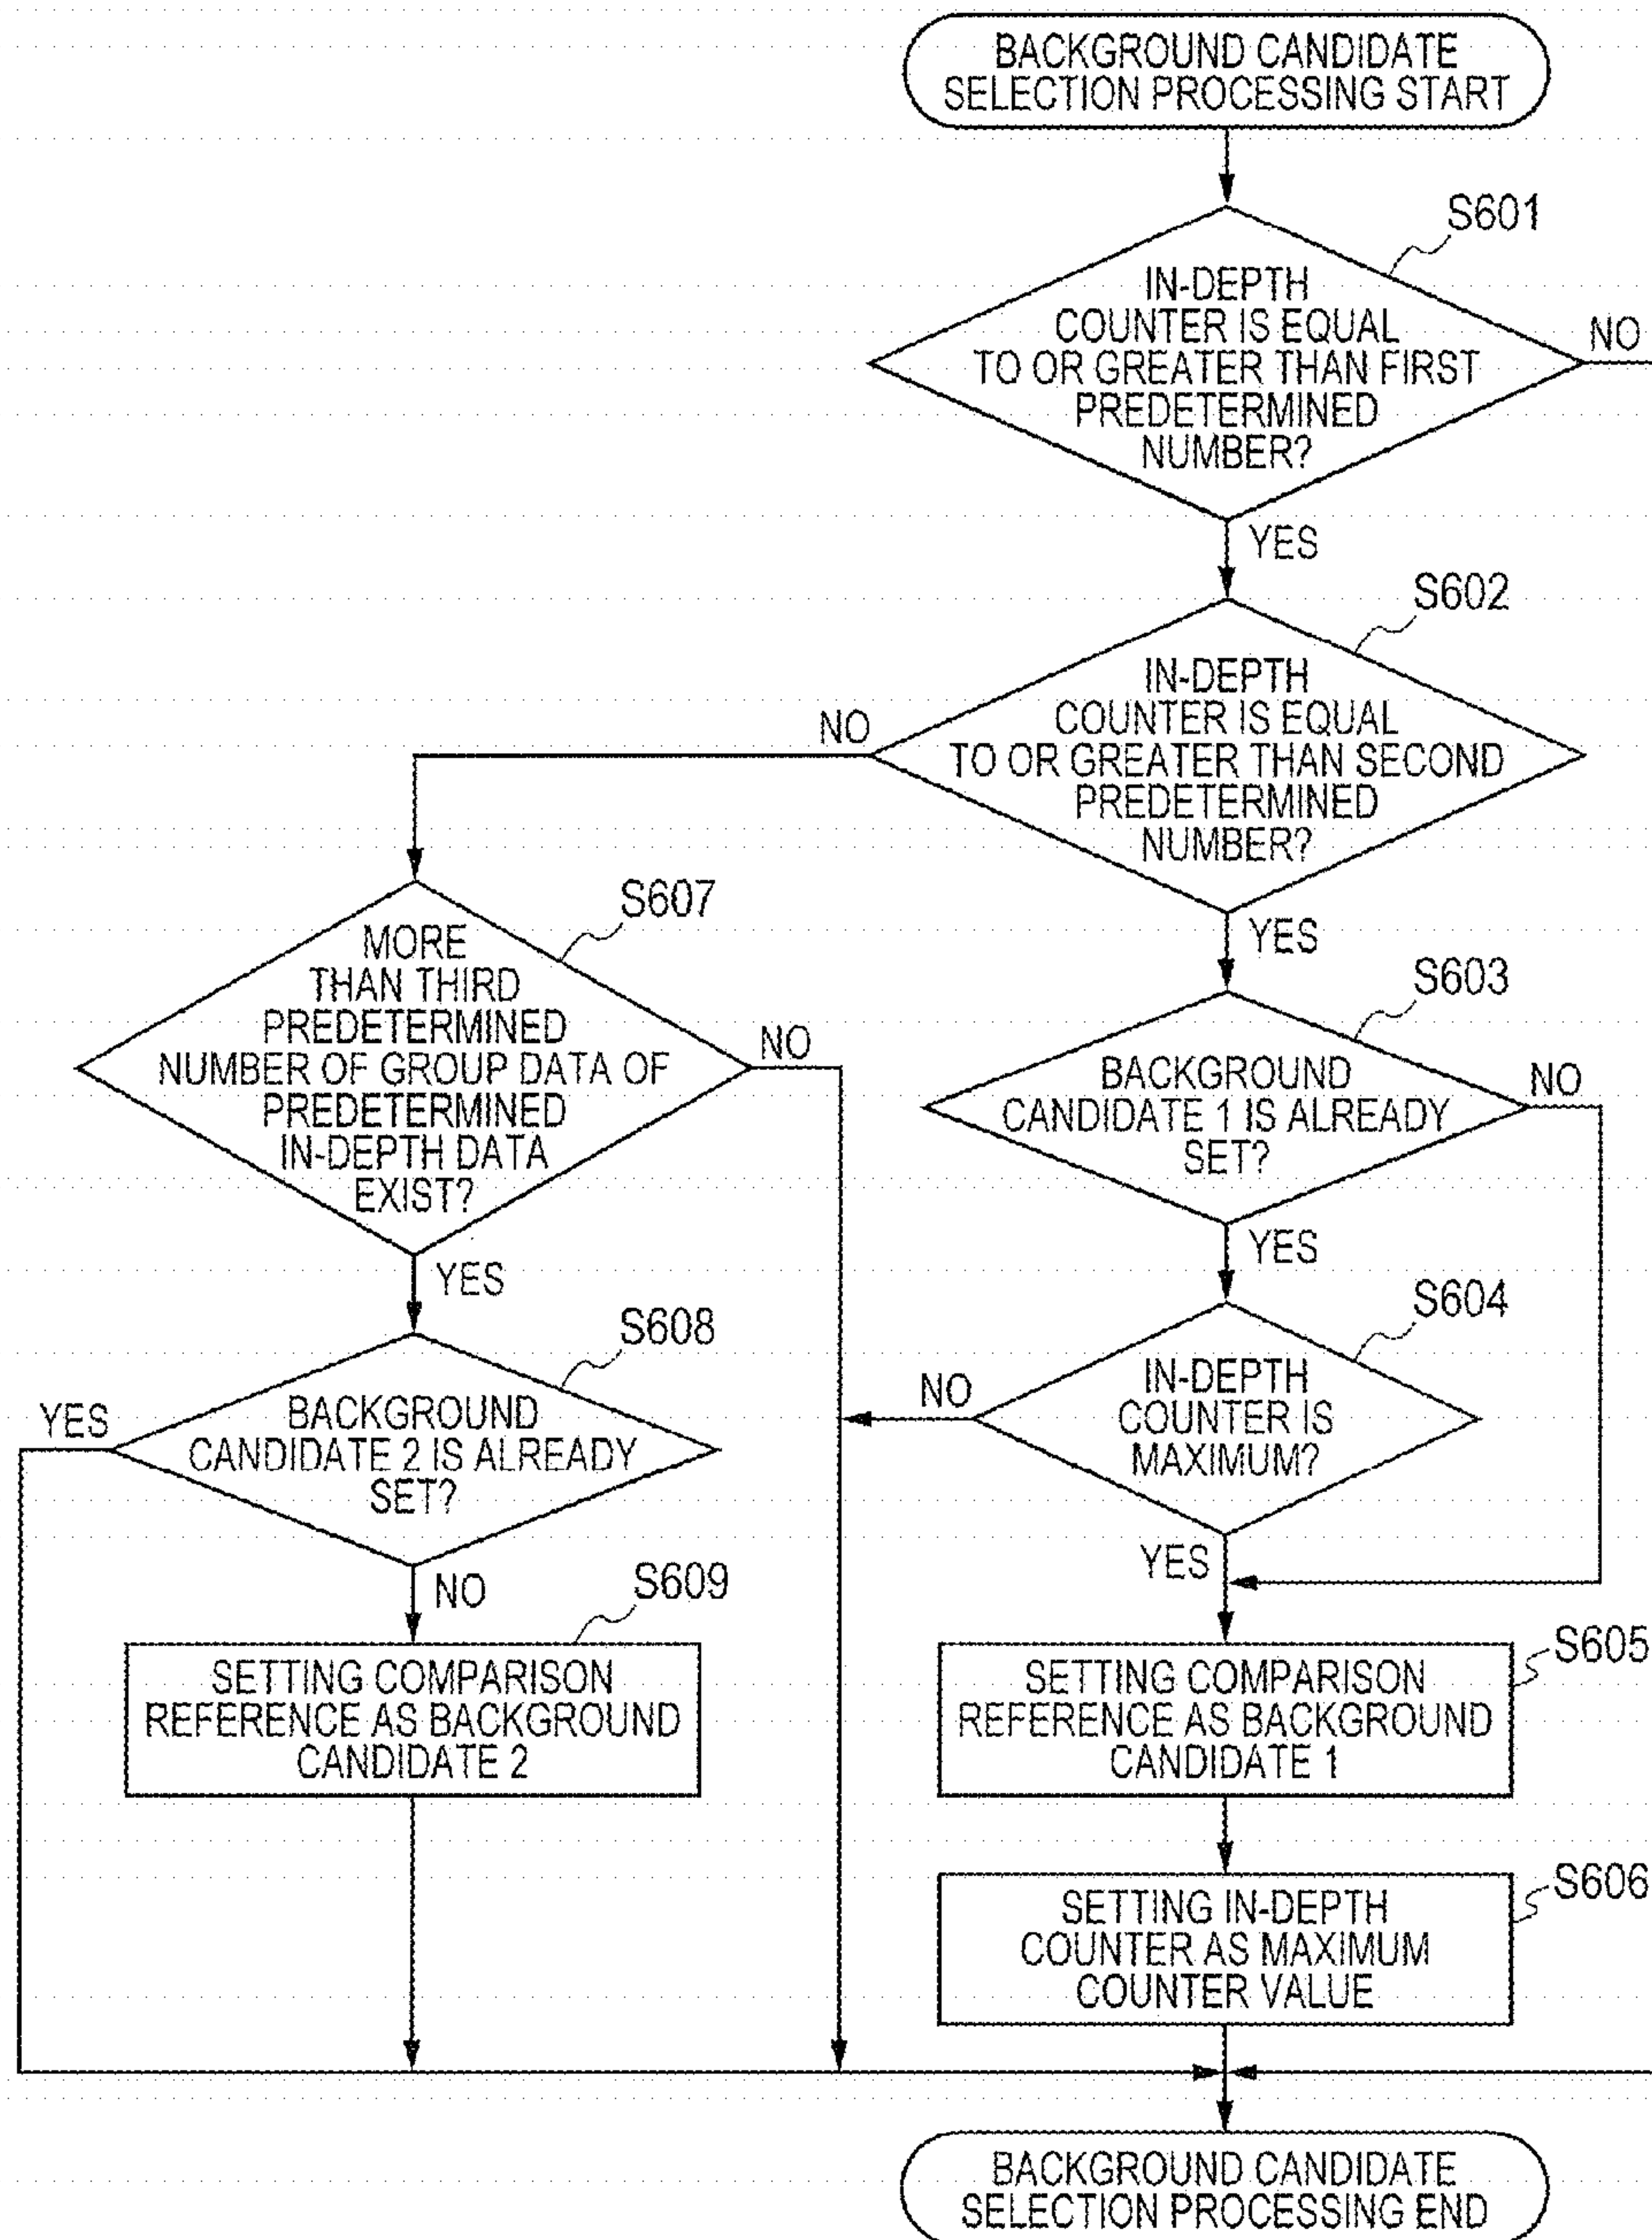 BACKGROUND CANDIDATE
SELECTION PROCESSING START
S601
IN-DEPTH
COUNTER IS EQUAL
TO OR GREATER THAN FIRST
PREDETERMINED
NUMBER?
NO
YES
S602
IN-DEPTH
COUNTER IS EQUAL
TO OR GREATER THAN SECOND
PREDETERMINED
NUMBER?
NO
YES
S607
MORE
THAN THIRD
PREDETERMINED
NUMBER OF GROUP DATA OF
PREDETERMINED
IN-DEPTH DATA
EXIST?
NO
YES
S603
BACKGROUND
CANDIDATE 1 IS ALREADY
SET?
NO
YES
S608
BACKGROUND
CANDIDATE 2 IS ALREADY
SET?
YES
NO
S604
IN-DEPTH
COUNTER IS
MAXIMUM?
NO
YES
S609
SETTING COMPARISON
REFERENCE AS BACKGROUND
CANDIDATE 2
S605
SETTING COMPARISON
REFERENCE AS BACKGROUND
CANDIDATE 1
S606
SETTING IN-DEPTH
COUNTER AS MAXIMUM
COUNTER VALUE
BACKGROUND CANDIDATE
SELECTION PROCESSING END